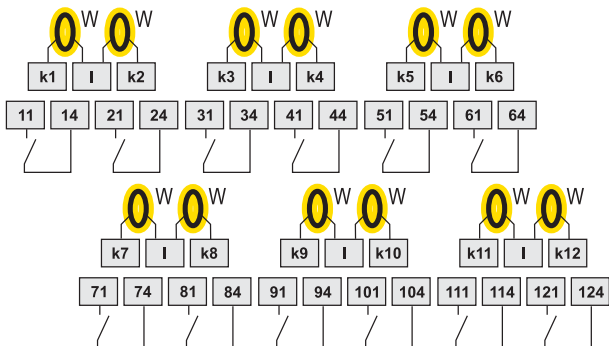 W W W W W W
k1 I k2 k3 I k4 k5 I k6
11 14 21 24 31 34 41 44 51 54 61 64
W W W W W W
k7 I k8 k9 I k10 k11 I k12
71 74 81 84 91 94 101 104 111 114 121 124